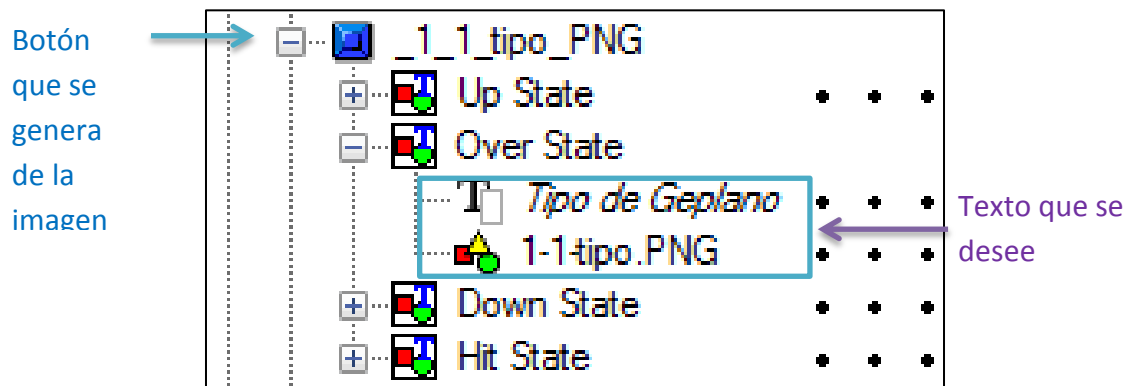 Botón
que se
genera
de la
imagen
_1_1_tipo_PNG
Up State
Over State
Tipo de Geplano
1-1-tipo.PNG
Down State
Hit State
Texto que se
desee